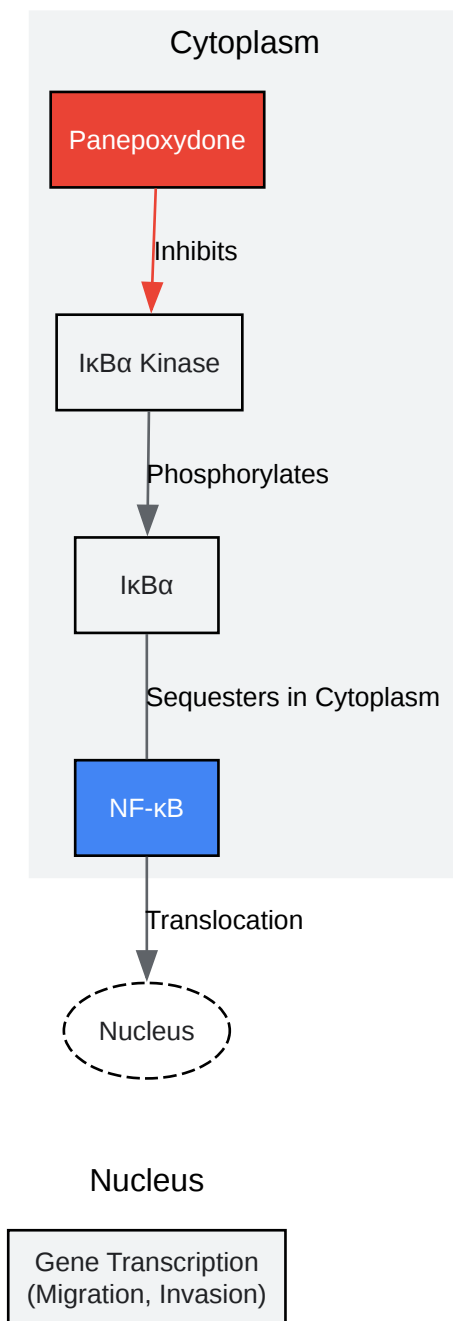 Cytoplasm
Panepoxydone
Inhibits
IκBα Kinase
Phosphorylates
IκBα
Sequesters in Cytoplasm
NF-κB
Translocation
Nucleus
Nucleus
Gene Transcription
(Migration, Invasion)